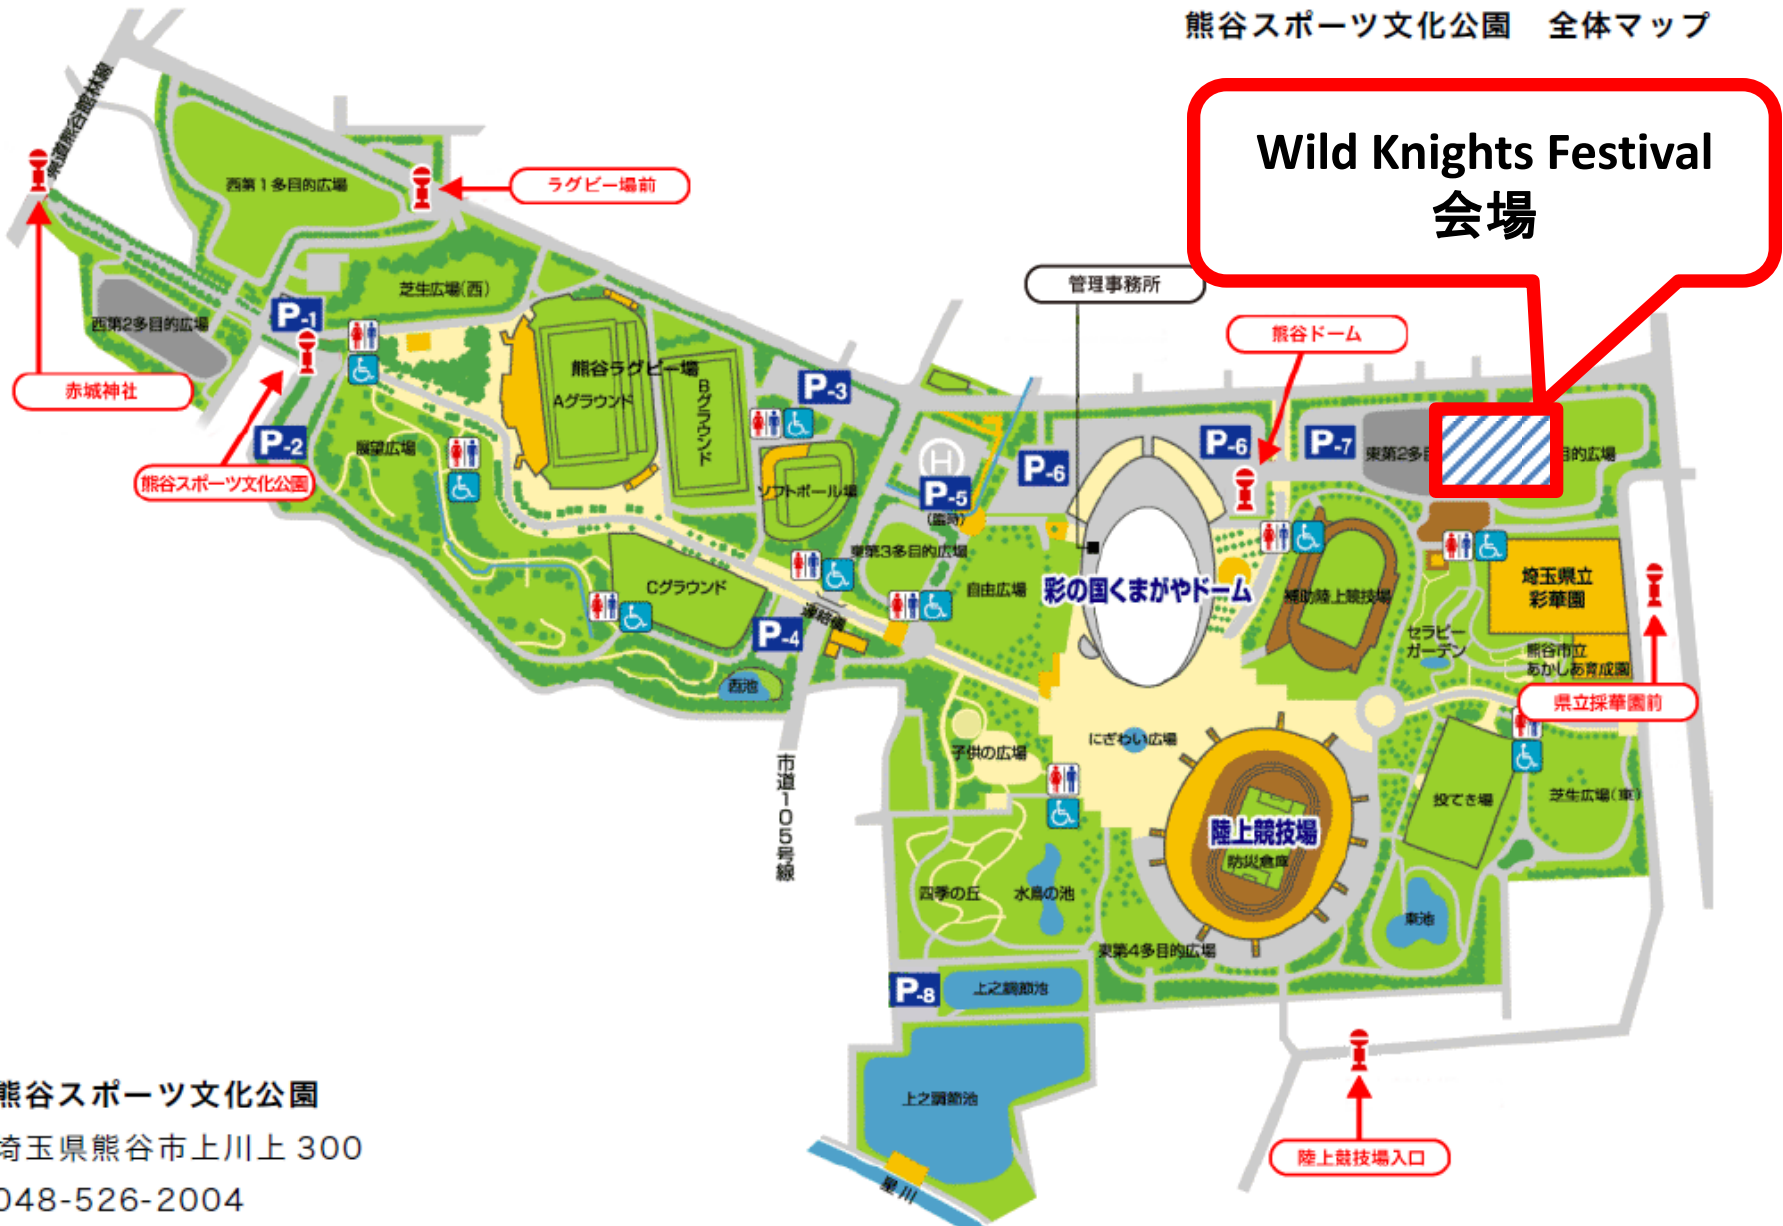 熊谷スポーツ文化公園　全体マップ
Wild Knights Festival
会場
県道熊谷館林線
西第1多目的広場
ラグビー場前
芝生広場(西)
管理事務所
西第2多目的広場
P-1
熊谷ドーム
赤城神社
熊谷ラグビー場
Aグラウンド
Bグラウンド
P-3
P-2
展望広場
熊谷スポーツ文化公園
ソフトボール場
H
P-5
(臨時)
P-6
P-6
P-7
東第2多目
目的広場
東第3多目的広場
自由広場
彩の国くまがやドーム
補助陸上競技場
埼玉県立
彩華園
Cグラウンド
連絡橋
P-4
西池
セラピー
ガーデン
熊谷市立
あかしあ育成園
県立採華園前
子供の広場
にぎわい広場
市道105号線
陸上競技場
防災倉庫
投てき場
芝生広場(東)
四季の丘
水鳥の池
東池
東第4多目的広場
P-8
上之調節池
上之調節池
星川
陸上競技場入口
熊谷スポーツ文化公園
埼玉県熊谷市上川上 300
048-526-2004